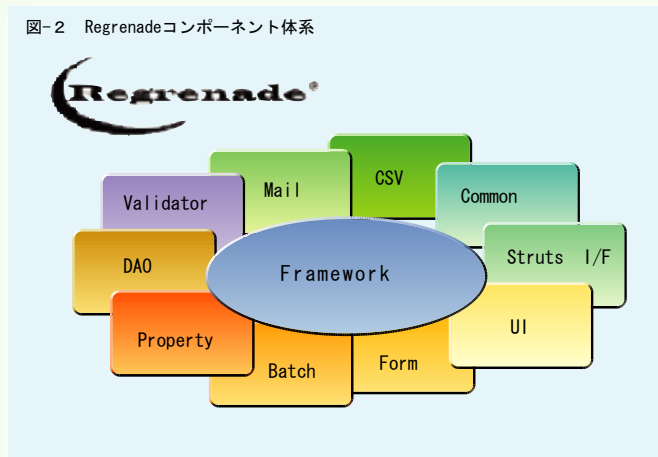 図-２ Regrenadeコンポーネント体系
Regrenade®
CSV
Mail
Common
Validator
Struts I/F
DAO
Framework
UI
Property
Form
Batch